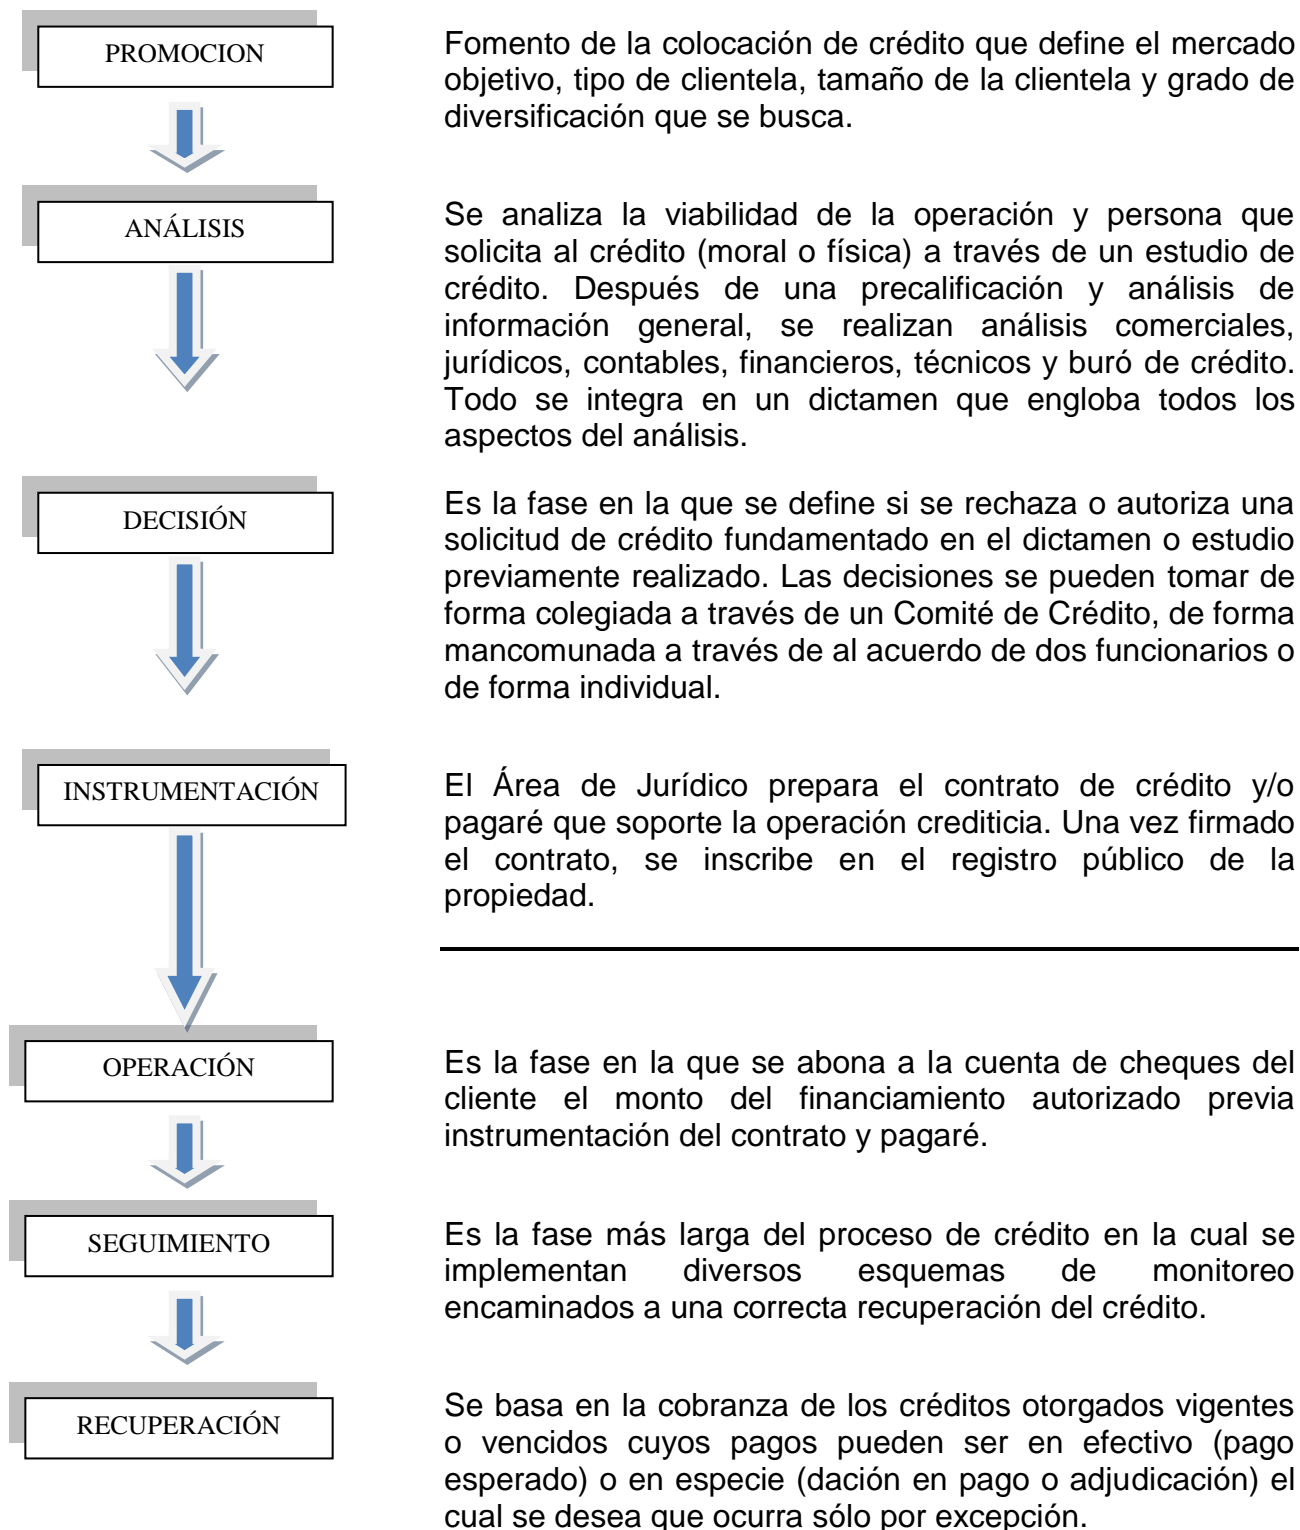 PROMOCION
Fomento de la colocación de crédito que define el mercado
objetivo, tipo de clientela, tamaño de la clientela y grado de
diversificación que se busca.
ANÁLISIS
Se analiza la viabilidad de la operación y persona que
solicita al crédito (moral o física) a través de un estudio de
crédito. Después de una precalificación y análisis de
información general, se realizan análisis comerciales,
jurídicos, contables, financieros, técnicos y buró de crédito.
Todo se integra en un dictamen que engloba todos los
aspectos del análisis.
DECISIÓN
Es la fase en la que se define si se rechaza o autoriza una
solicitud de crédito fundamentado en el dictamen o estudio
previamente realizado. Las decisiones se pueden tomar de
forma colegiada a través de un Comité de Crédito, de forma
mancomunada a través de al acuerdo de dos funcionarios o
de forma individual.
INSTRUMENTACIÓN
El Área de Jurídico prepara el contrato de crédito y/o
pagaré que soporte la operación crediticia. Una vez firmado
el contrato, se inscribe en el registro público de la
propiedad.
OPERACIÓN
Es la fase en la que se abona a la cuenta de cheques del
cliente el monto del financiamiento autorizado previa
instrumentación del contrato y pagaré.
SEGUIMIENTO
Es la fase más larga del proceso de crédito en la cual se
implementan diversos esquemas de monitoreo
encaminados a una correcta recuperación del crédito.
RECUPERACIÓN
Se basa en la cobranza de los créditos otorgados vigentes
o vencidos cuyos pagos pueden ser en efectivo (pago
esperado) o en especie (dación en pago o adjudicación) el
cual se desea que ocurra sólo por excepción.